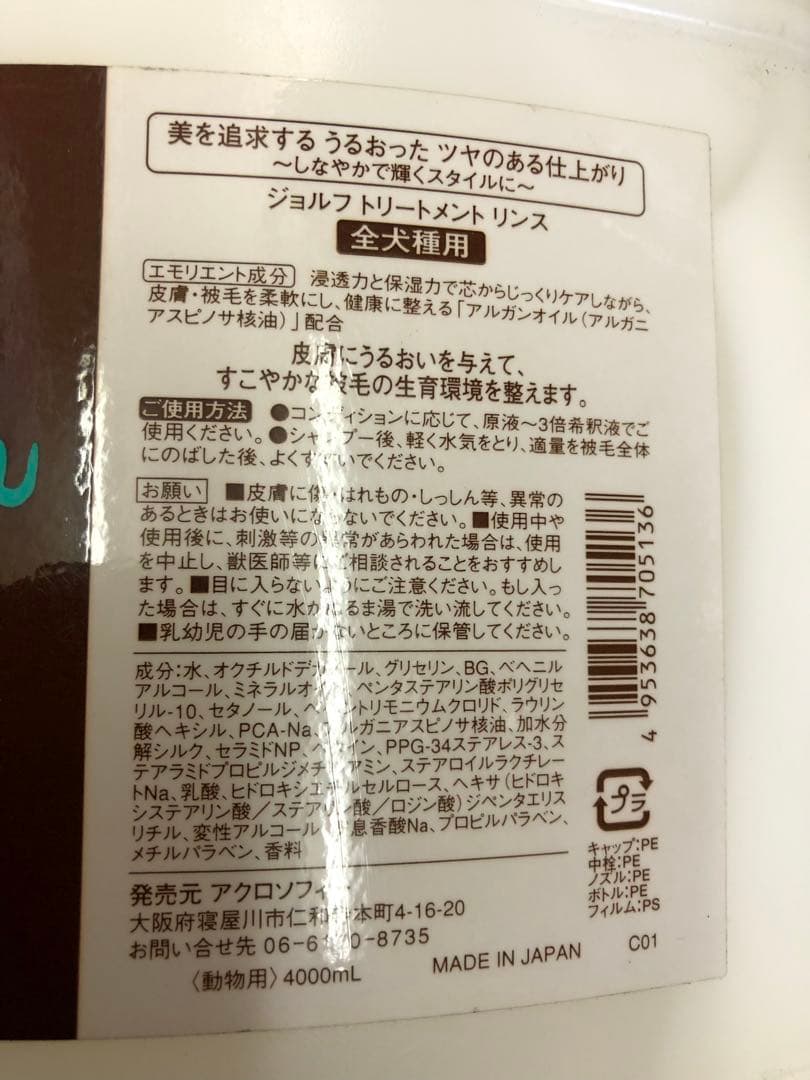 美を追求する うるおった ツヤのある仕上がり
～しなやかで輝くスタイルに～
ジョルフ トリートメント リンス
全犬種用
エモリエント成分 浸透力と保湿力で芯からじっくりケアしながら、
皮膚・被毛を柔軟にし、健康に整える「アルガンオイル（アルガニ
アスピノサ核油）」配合
皮膚にうるおいを与えて、
すこやかな被毛の生育環境を整えます。
ご使用方法 ●コンディションに応じて、原液～3倍希釈液でご
使用ください。●シャンプー後、軽く水気をとり、適量を被毛全体
にのばした後、よくすすいでください。
お願い ■皮膚に傷・はれもの・しっしん等、異常の
あるときはお使いにならないでください。■使用中や
使用後に、刺激等の異常があらわれた場合は、使用
を中止し、獣医師等にご相談されることをおすすめし
ます。■目に入らないようにご注意ください。もし入っ
た場合は、すぐに水かぬるま湯で洗い流してください。
■乳幼児の手の届かないところに保管してください。
成分：水、オクチルドデカノール、グリセリン、BG、ベヘニル
アルコール、ミネラルオイル、ペンタステアリン酸ポリグリセ
リル-10、セタノール、ベヘントリモニウムクロリド、ラウリン
酸ヘキシル、PCA-Na、アルガニアスピノサ核油、加水分
解シルク、セラミドNP、ベタイン、PPG-34ステアレス-3、ス
テアラミドプロピルジメチルアミン、ステアロイルラクチレー
トNa、乳酸、ヒドロキシエチルセルロース、ヘキサ（ヒドロキ
システアリン酸／ステアリン酸／ロジン酸）ジペンタエリス
リチル、変性アルコール、安息香酸Na、プロピルパラベン、
メチルパラベン、香料
4 953638 705136
プラ
キャップ：PE
中栓：PE
ノズル：PE
ボトル：PE
フィルム：PS
発売元 アクロソフィー
大阪府寝屋川市仁和寺本町4-16-20
お問い合せ先 06-6 0-8735
〈動物用〉4000mL
MADE IN JAPAN
C01